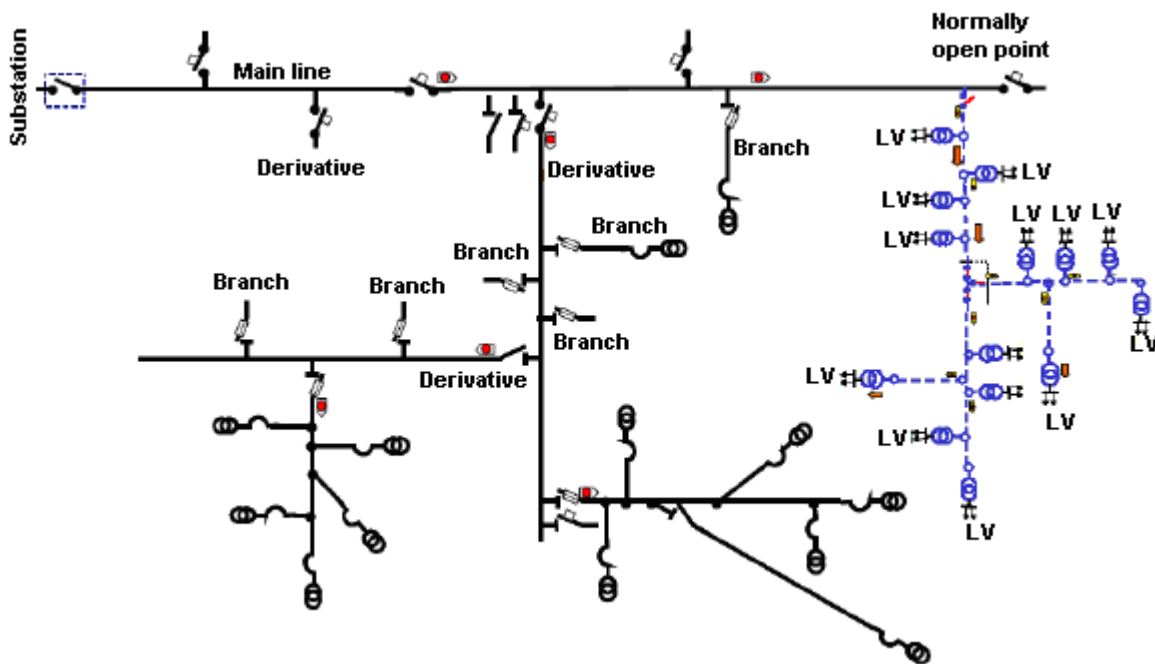 Substation
Main line
Normally
open point
Derivative
Derivative
Branch
LV
LV
LV
LV
LV
LV
LV
Branch
Branch
Branch
Branch
Branch
Derivative
LV
LV
LV
LV
LV